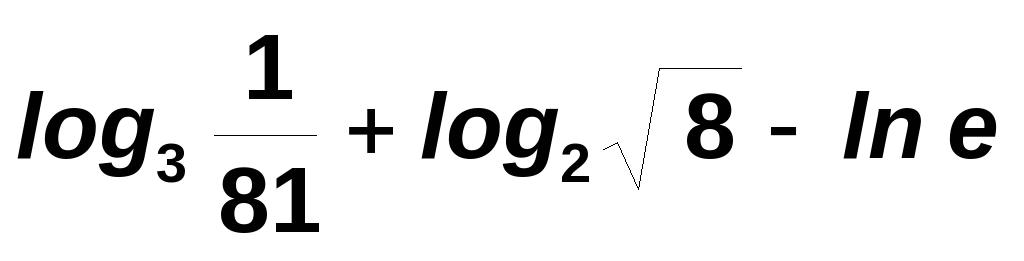 log₃ 1/81 + log₂ √8 - ln e